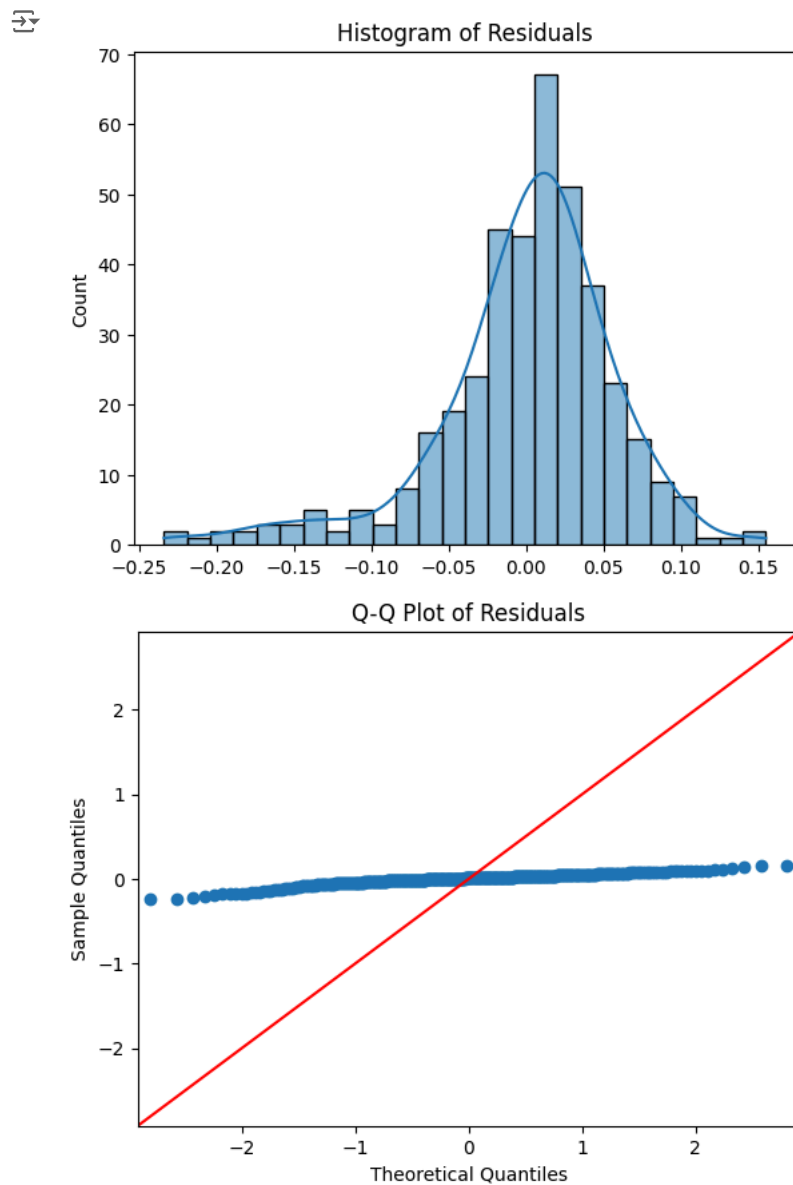 Histogram of Residuals
70
60
50
40
30
20
10
0
Count
−0.25 −0.20 −0.15 −0.10 −0.05 0.00 0.05 0.10 0.15
Q-Q Plot of Residuals
2
1
0
−1
−2
Sample Quantiles
−2 −1 0 1 2
Theoretical Quantiles